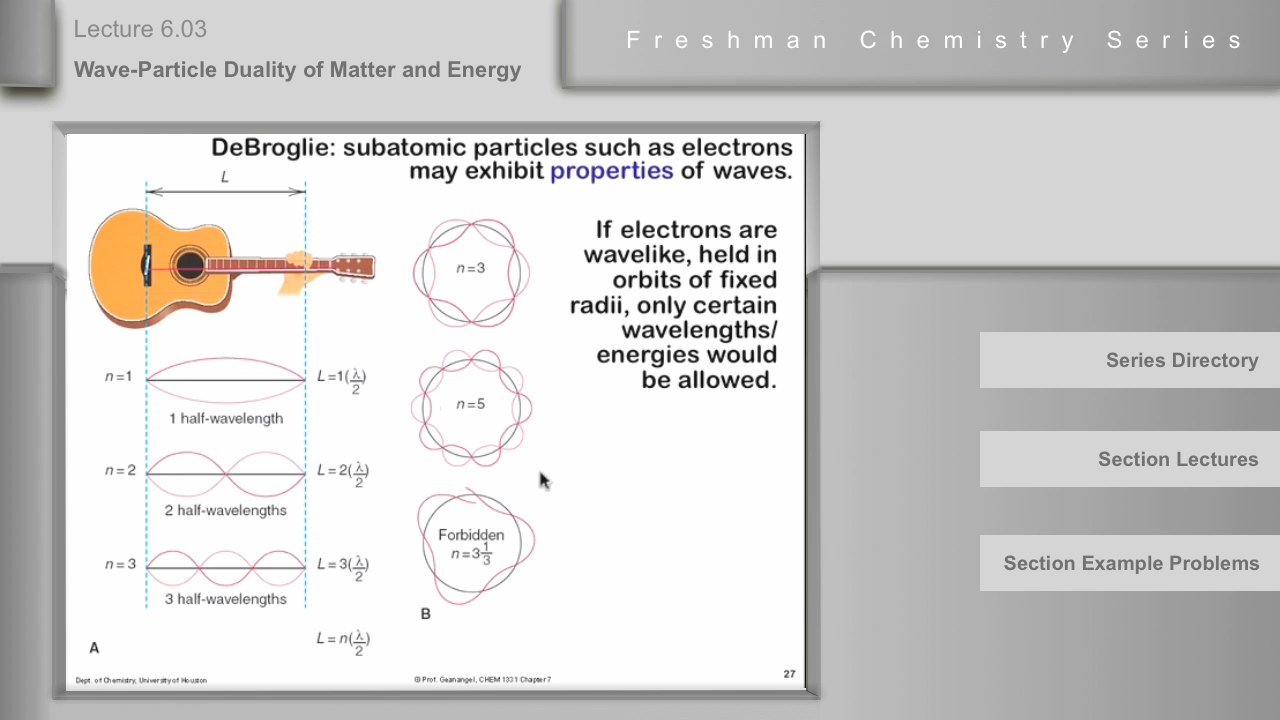 Lecture 6.03
Wave-Particle Duality of Matter and Energy
Freshman Chemistry Series
DeBroglie: subatomic particles such as electrons
may exhibit properties of waves.
L
If electrons are
wavelike, held in
orbits of fixed
radii, only certain
wavelengths/
energies would
be allowed.
n=1
L=1(λ/2)
1 half-wavelength
n=2
L=2(λ/2)
2 half-wavelengths
n=3
L=3(λ/2)
3 half-wavelengths
L=n(λ/2)
A
n=3
n=5
Forbidden
n=3 1/3
B
Dept. of Chemistry, University of Houston
© Prof. Geanangel, CHEM 1331 Chapter 7
27
Series Directory
Section Lectures
Section Example Problems